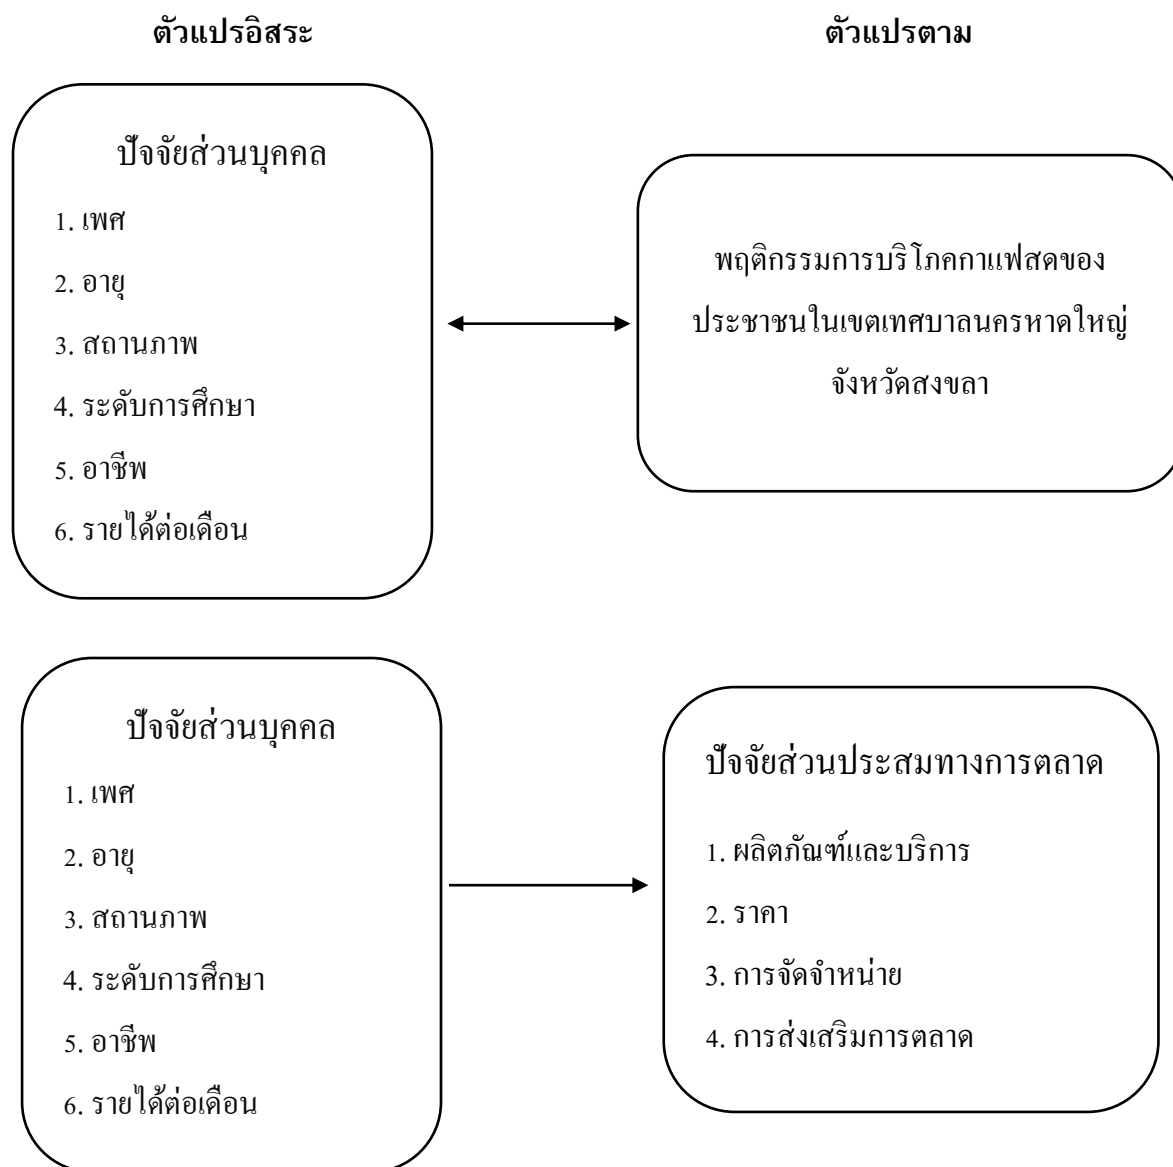 ตัวแปรอิสระ
ตัวแปรตาม
ปัจจัยส่วนบุคคล
1. เพศ
2. อายุ
3. สถานภาพ
4. ระดับการศึกษา
5. อาชีพ
6. รายได้ต่อเดือน
พฤติกรรมการบริโภคกาแฟสดของ
ประชาชนในเขตเทศบาลนครหาดใหญ่
จังหวัดสงขลา
ปัจจัยส่วนบุคคล
1. เพศ
2. อายุ
3. สถานภาพ
4. ระดับการศึกษา
5. อาชีพ
6. รายได้ต่อเดือน
ปัจจัยส่วนประสมทางการตลาด
1. ผลิตภัณฑ์และบริการ
2. ราคา
3. การจัดจำหน่าย
4. การส่งเสริมการตลาด